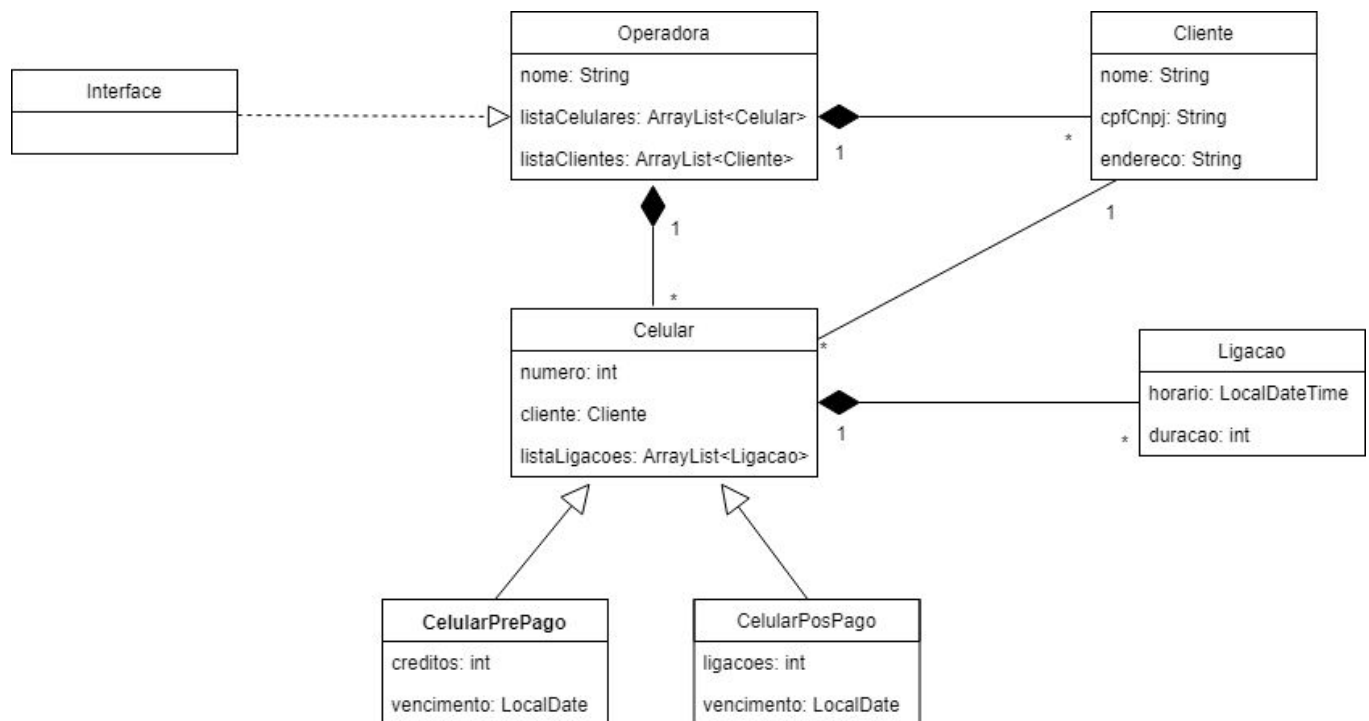 Interface
Operadora
nome: String
listaCelulares: ArrayList<Celular>
listaClientes: ArrayList<Cliente>
1
*
1
*
Cliente
nome: String
cpfCnpj: String
endereco: String
1
*
Celular
numero: int
cliente: Cliente
listaLigacoes: ArrayList<Ligacao>
1
*
Ligacao
horario: LocalDateTime
duracao: int
CelularPrePago
creditos: int
vencimento: LocalDate
CelularPosPago
ligacoes: int
vencimento: LocalDate